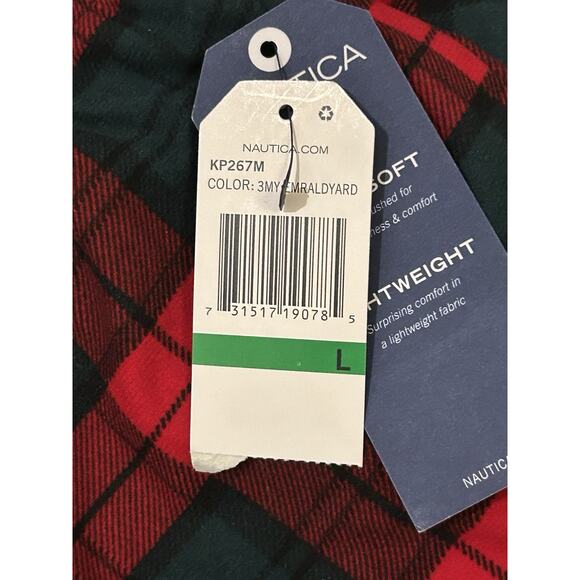 NAUTICA.COM
KP267M
COLOR: 3MY EMRALDYARD
7 31517 19078 5
L
TICA
SOFT
ushed for
ness & comfort
HTWEIGHT
Surprising comfort in
a lightweight fabric
NAUTICA